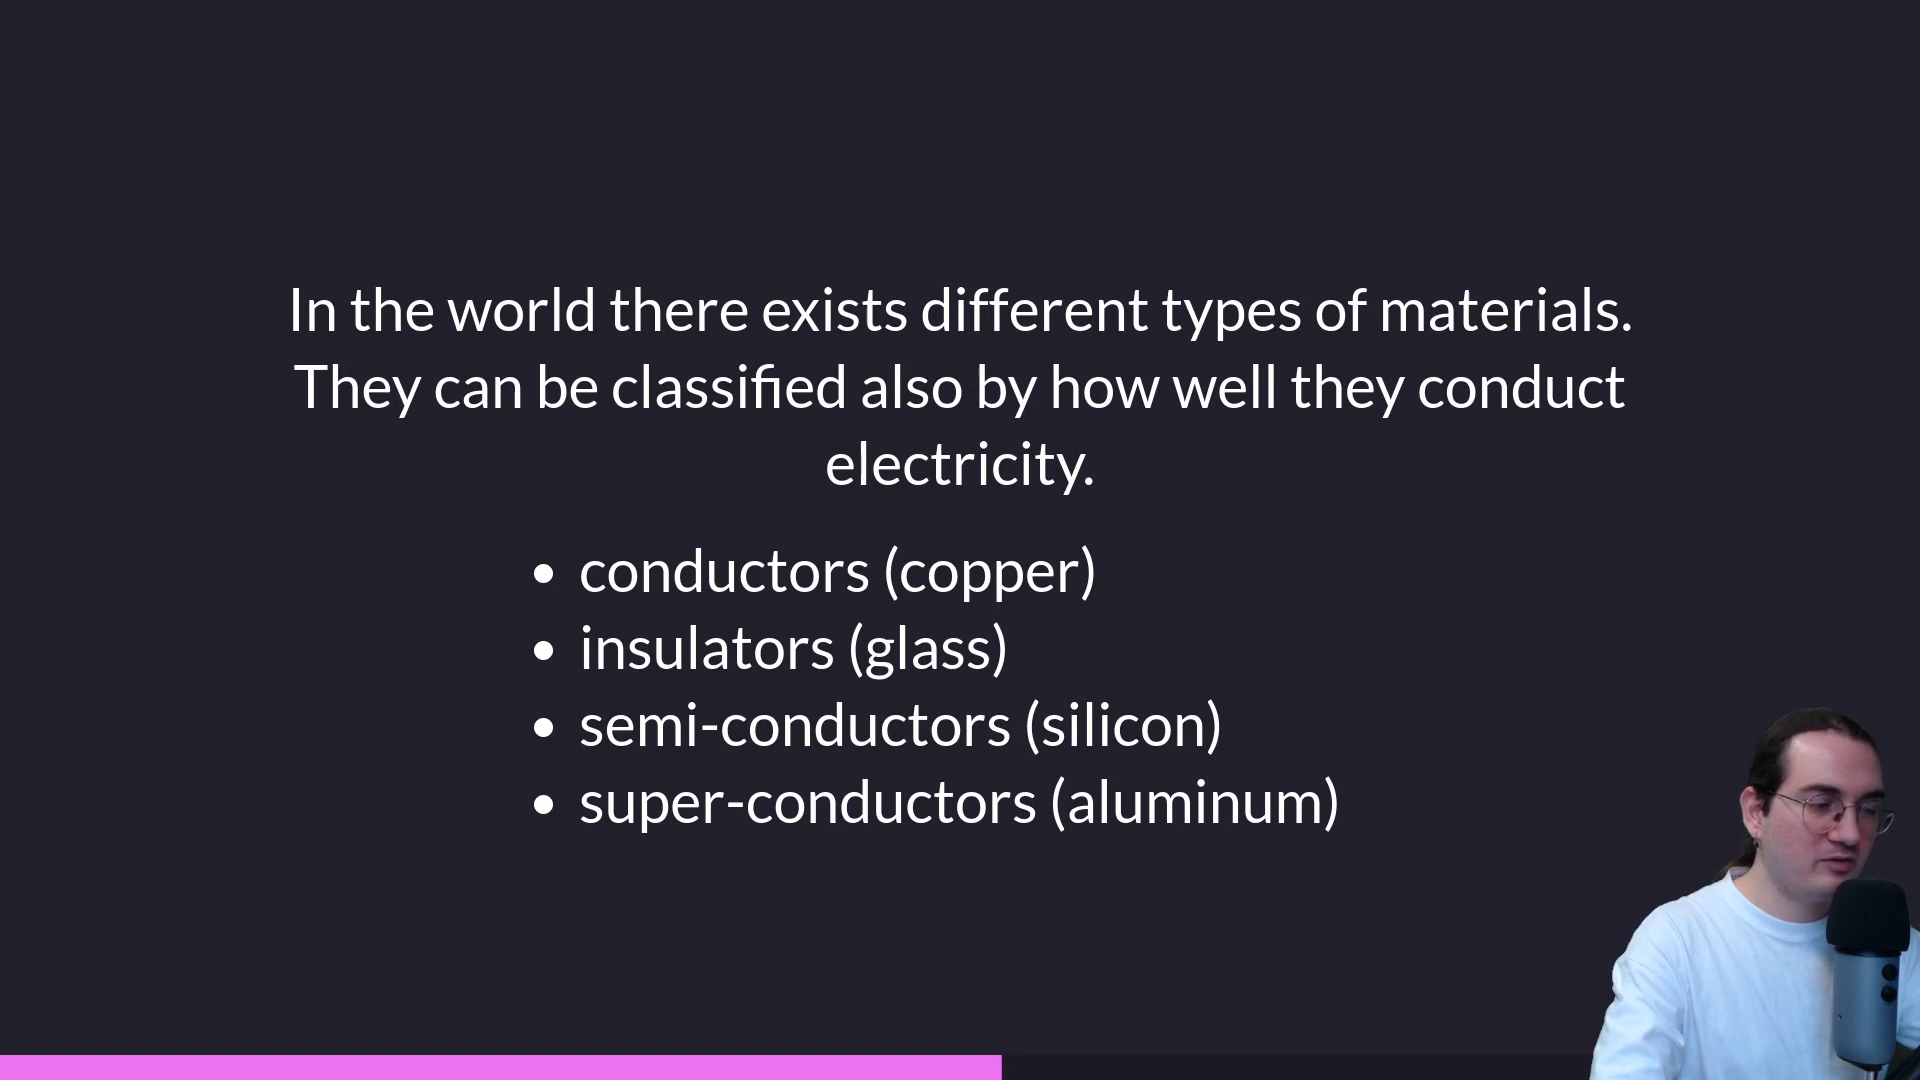 In the world there exists different types of materials.
They can be classified also by how well they conduct
electricity.
• conductors (copper)
• insulators (glass)
• semi-conductors (silicon)
• super-conductors (aluminum)